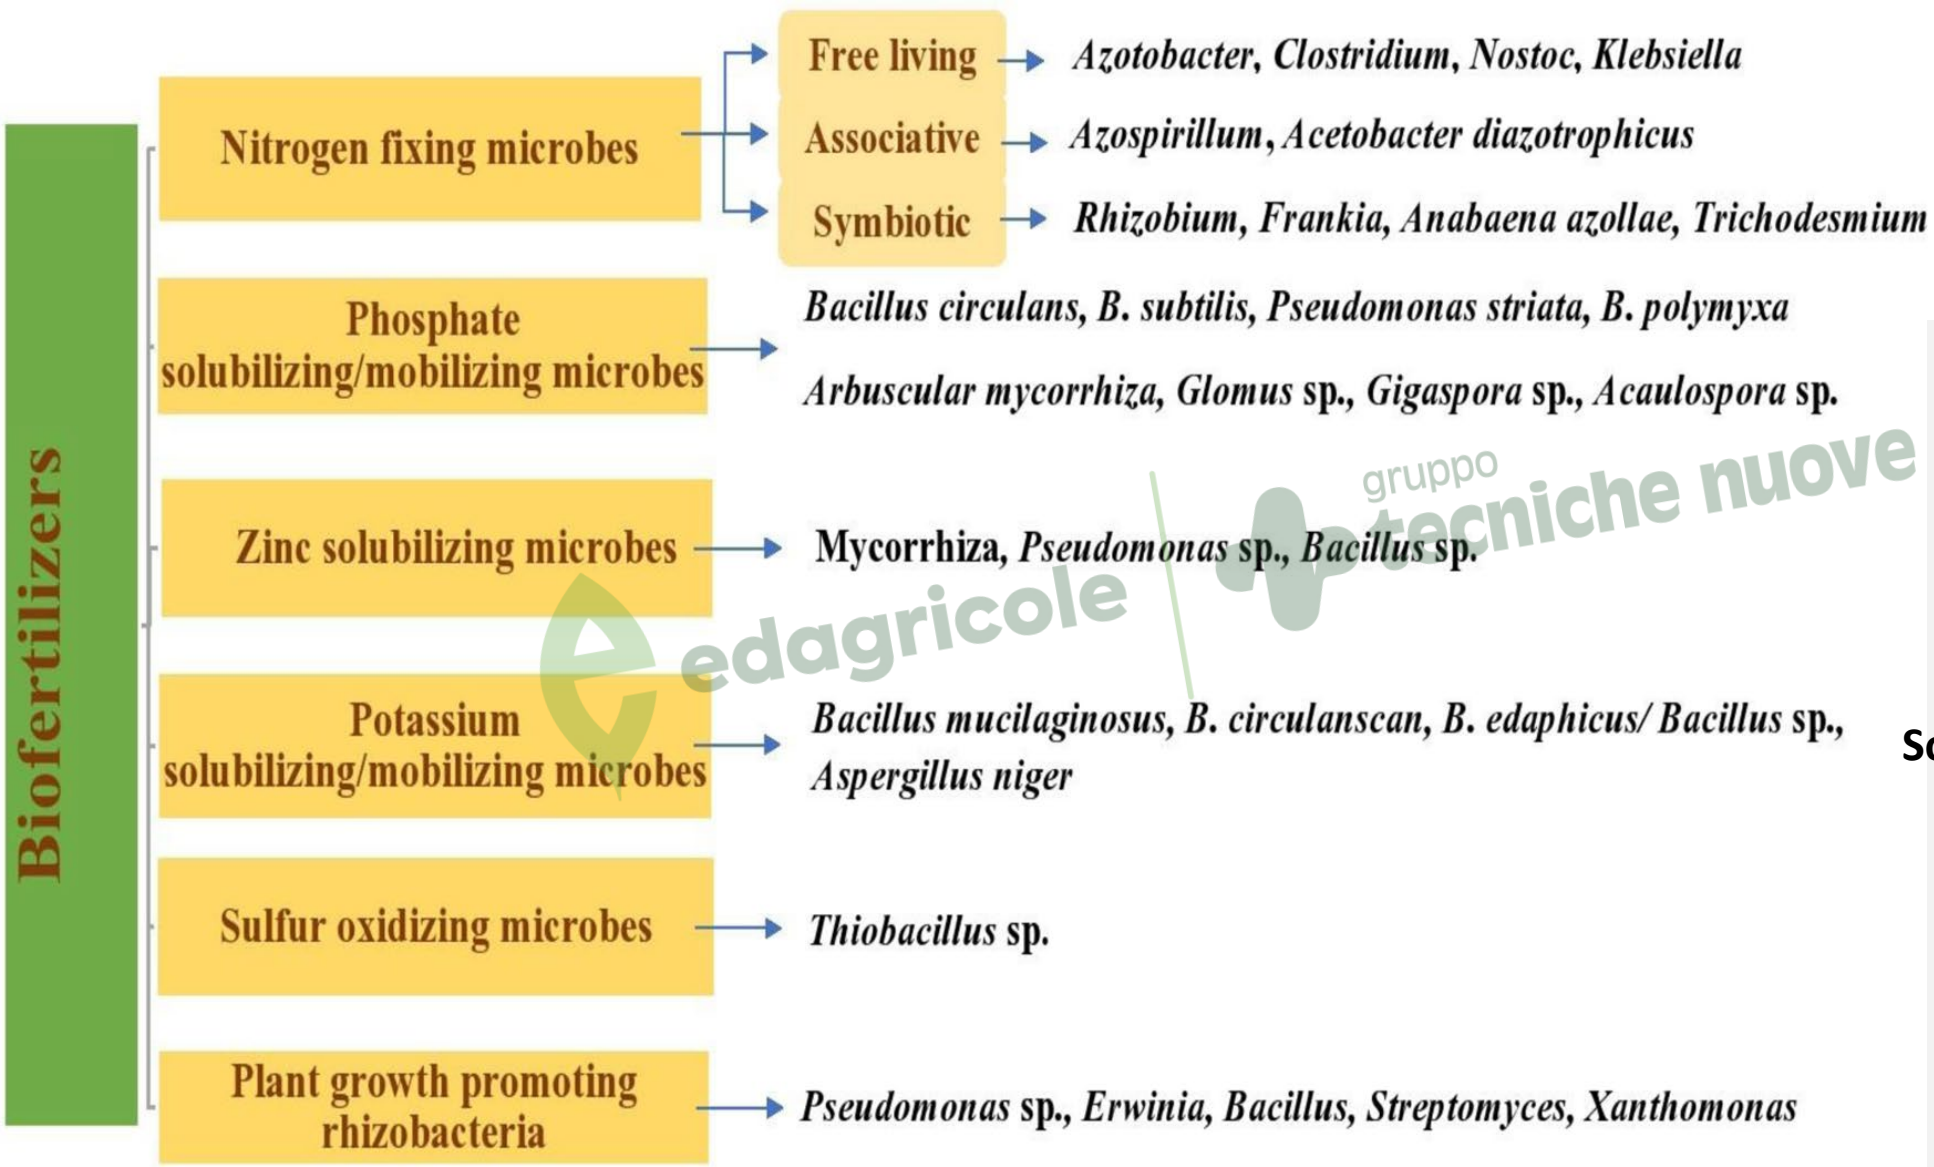 Biofertilizers
Nitrogen fixing microbes
Free living
Azotobacter, Clostridium, Nostoc, Klebsiella
Associative
Azospirillum, Acetobacter diazotrophicus
Symbiotic
Rhizobium, Frankia, Anabaena azollae, Trichodesmium
Phosphate
solubilizing/mobilizing microbes
Bacillus circulans, B. subtilis, Pseudomonas striata, B. polymyxa
Arbuscular mycorrhiza, Glomus sp., Gigaspora sp., Acaulospora sp.
Zinc solubilizing microbes
Mycorrhiza, Pseudomonas sp., Bacillus sp.
edagricole
gruppo
tecniche nuove
Potassium
solubilizing/mobilizing microbes
Bacillus mucilaginosus, B. circulanscan, B. edaphicus/ Bacillus sp.,
Aspergillus niger
Sulfur oxidizing microbes
Thiobacillus sp.
Plant growth promoting
rhizobacteria
Pseudomonas sp., Erwinia, Bacillus, Streptomyces, Xanthomonas